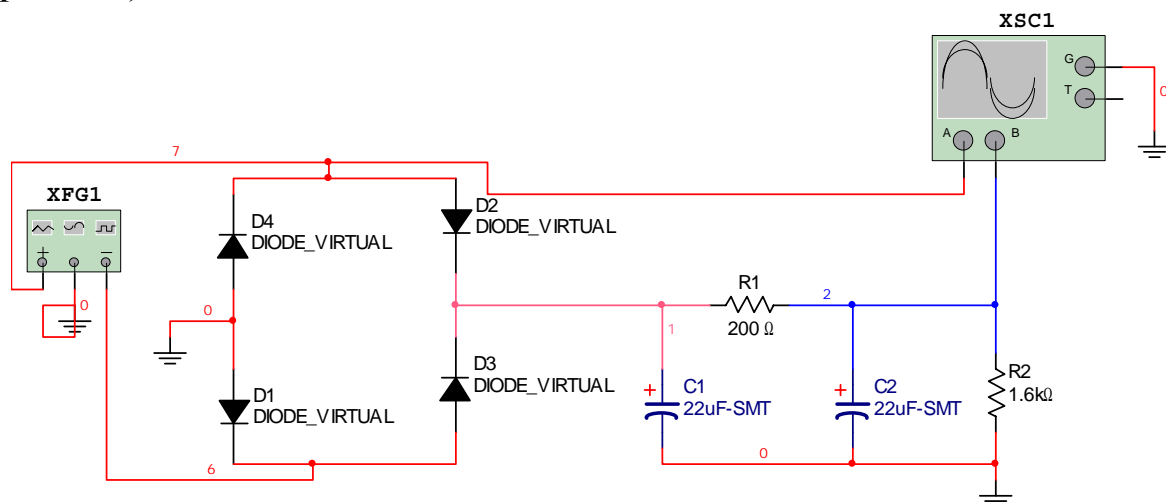 XSC1
G
T
A
B
0
7
XFG1
+
−
0
D4
DIODE_VIRTUAL
D2
DIODE_VIRTUAL
0
D1
DIODE_VIRTUAL
D3
DIODE_VIRTUAL
6
1
R1
200 Ω
2
+
C1
22uF-SMT
+
C2
22uF-SMT
R2
1.6kΩ
0